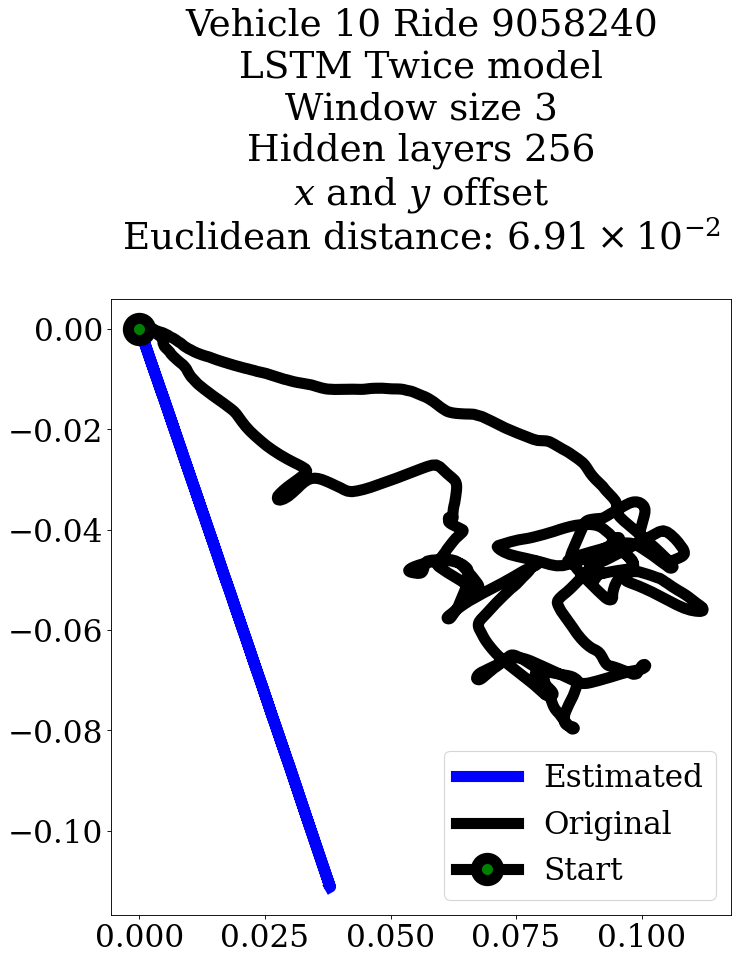 Vehicle 10 Ride 9058240
LSTM Twice model
Window size 3
Hidden layers 256
x and y offset
Euclidean distance: 6.91 × 10⁻²
0.00
−0.02
−0.04
−0.06
−0.08
−0.10
Estimated
Original
Start
0.000 0.025 0.050 0.075 0.100